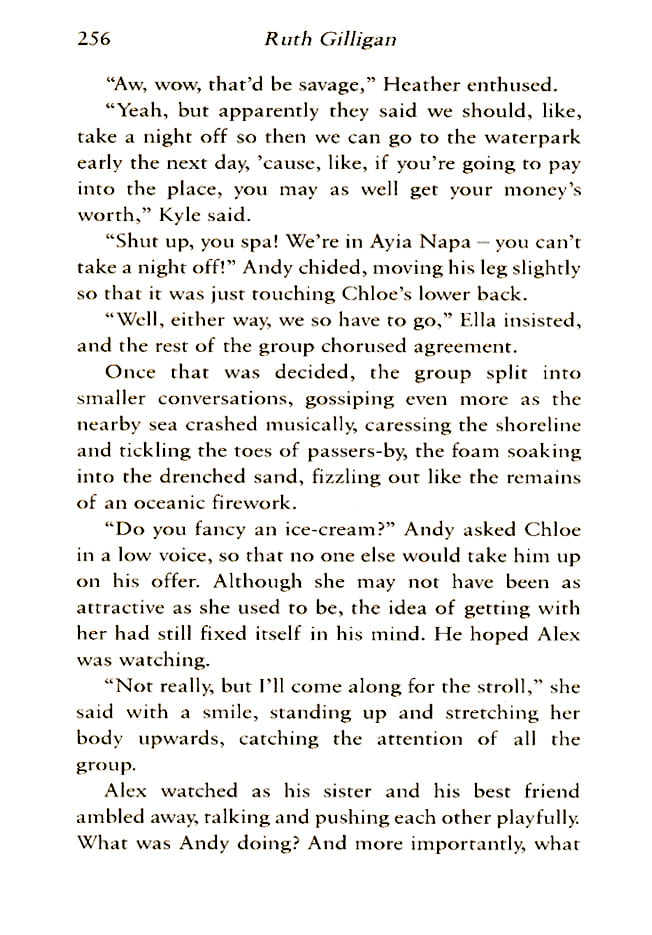 256 Ruth Gilligan
“Aw, wow, that’d be savage,” Heather enthused.
“Yeah, but apparently they said we should, like,
take a night off so then we can go to the waterpark
early the next day, ’cause, like, if you’re going to pay
into the place, you may as well get your money’s
worth,” Kyle said.
“Shut up, you spa! We’re in Ayia Napa – you can’t
take a night off!” Andy chided, moving his leg slightly
so that it was just touching Chloe’s lower back.
“Well, either way, we so have to go,” Ella insisted,
and the rest of the group chorused agreement.
Once that was decided, the group split into
smaller conversations, gossiping even more as the
nearby sea crashed musically, caressing the shoreline
and tickling the toes of passers-by, the foam soaking
into the drenched sand, fizzling out like the remains
of an oceanic firework.
“Do you fancy an ice-cream?” Andy asked Chloe
in a low voice, so that no one else would take him up
on his offer. Although she may not have been as
attractive as she used to be, the idea of getting with
her had still fixed itself in his mind. He hoped Alex
was watching.
“Not really, but I’ll come along for the stroll,” she
said with a smile, standing up and stretching her
body upwards, catching the attention of all the
group.
Alex watched as his sister and his best friend
ambled away, talking and pushing each other playfully.
What was Andy doing? And more importantly, what